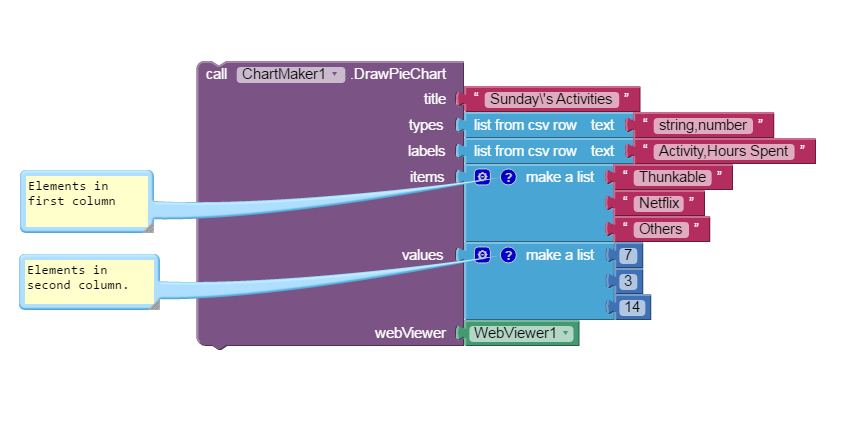 call ChartMaker1 .DrawPieChart
title " Sunday\'s Activities "
types list from csv row text " string,number "
labels list from csv row text " Activity,Hours Spent "
items ? make a list " Thunkable "
" Netflix "
" Others "
values ? make a list 7
3
14
webViewer WebViewer1
Elements in
first column
Elements in
second column.